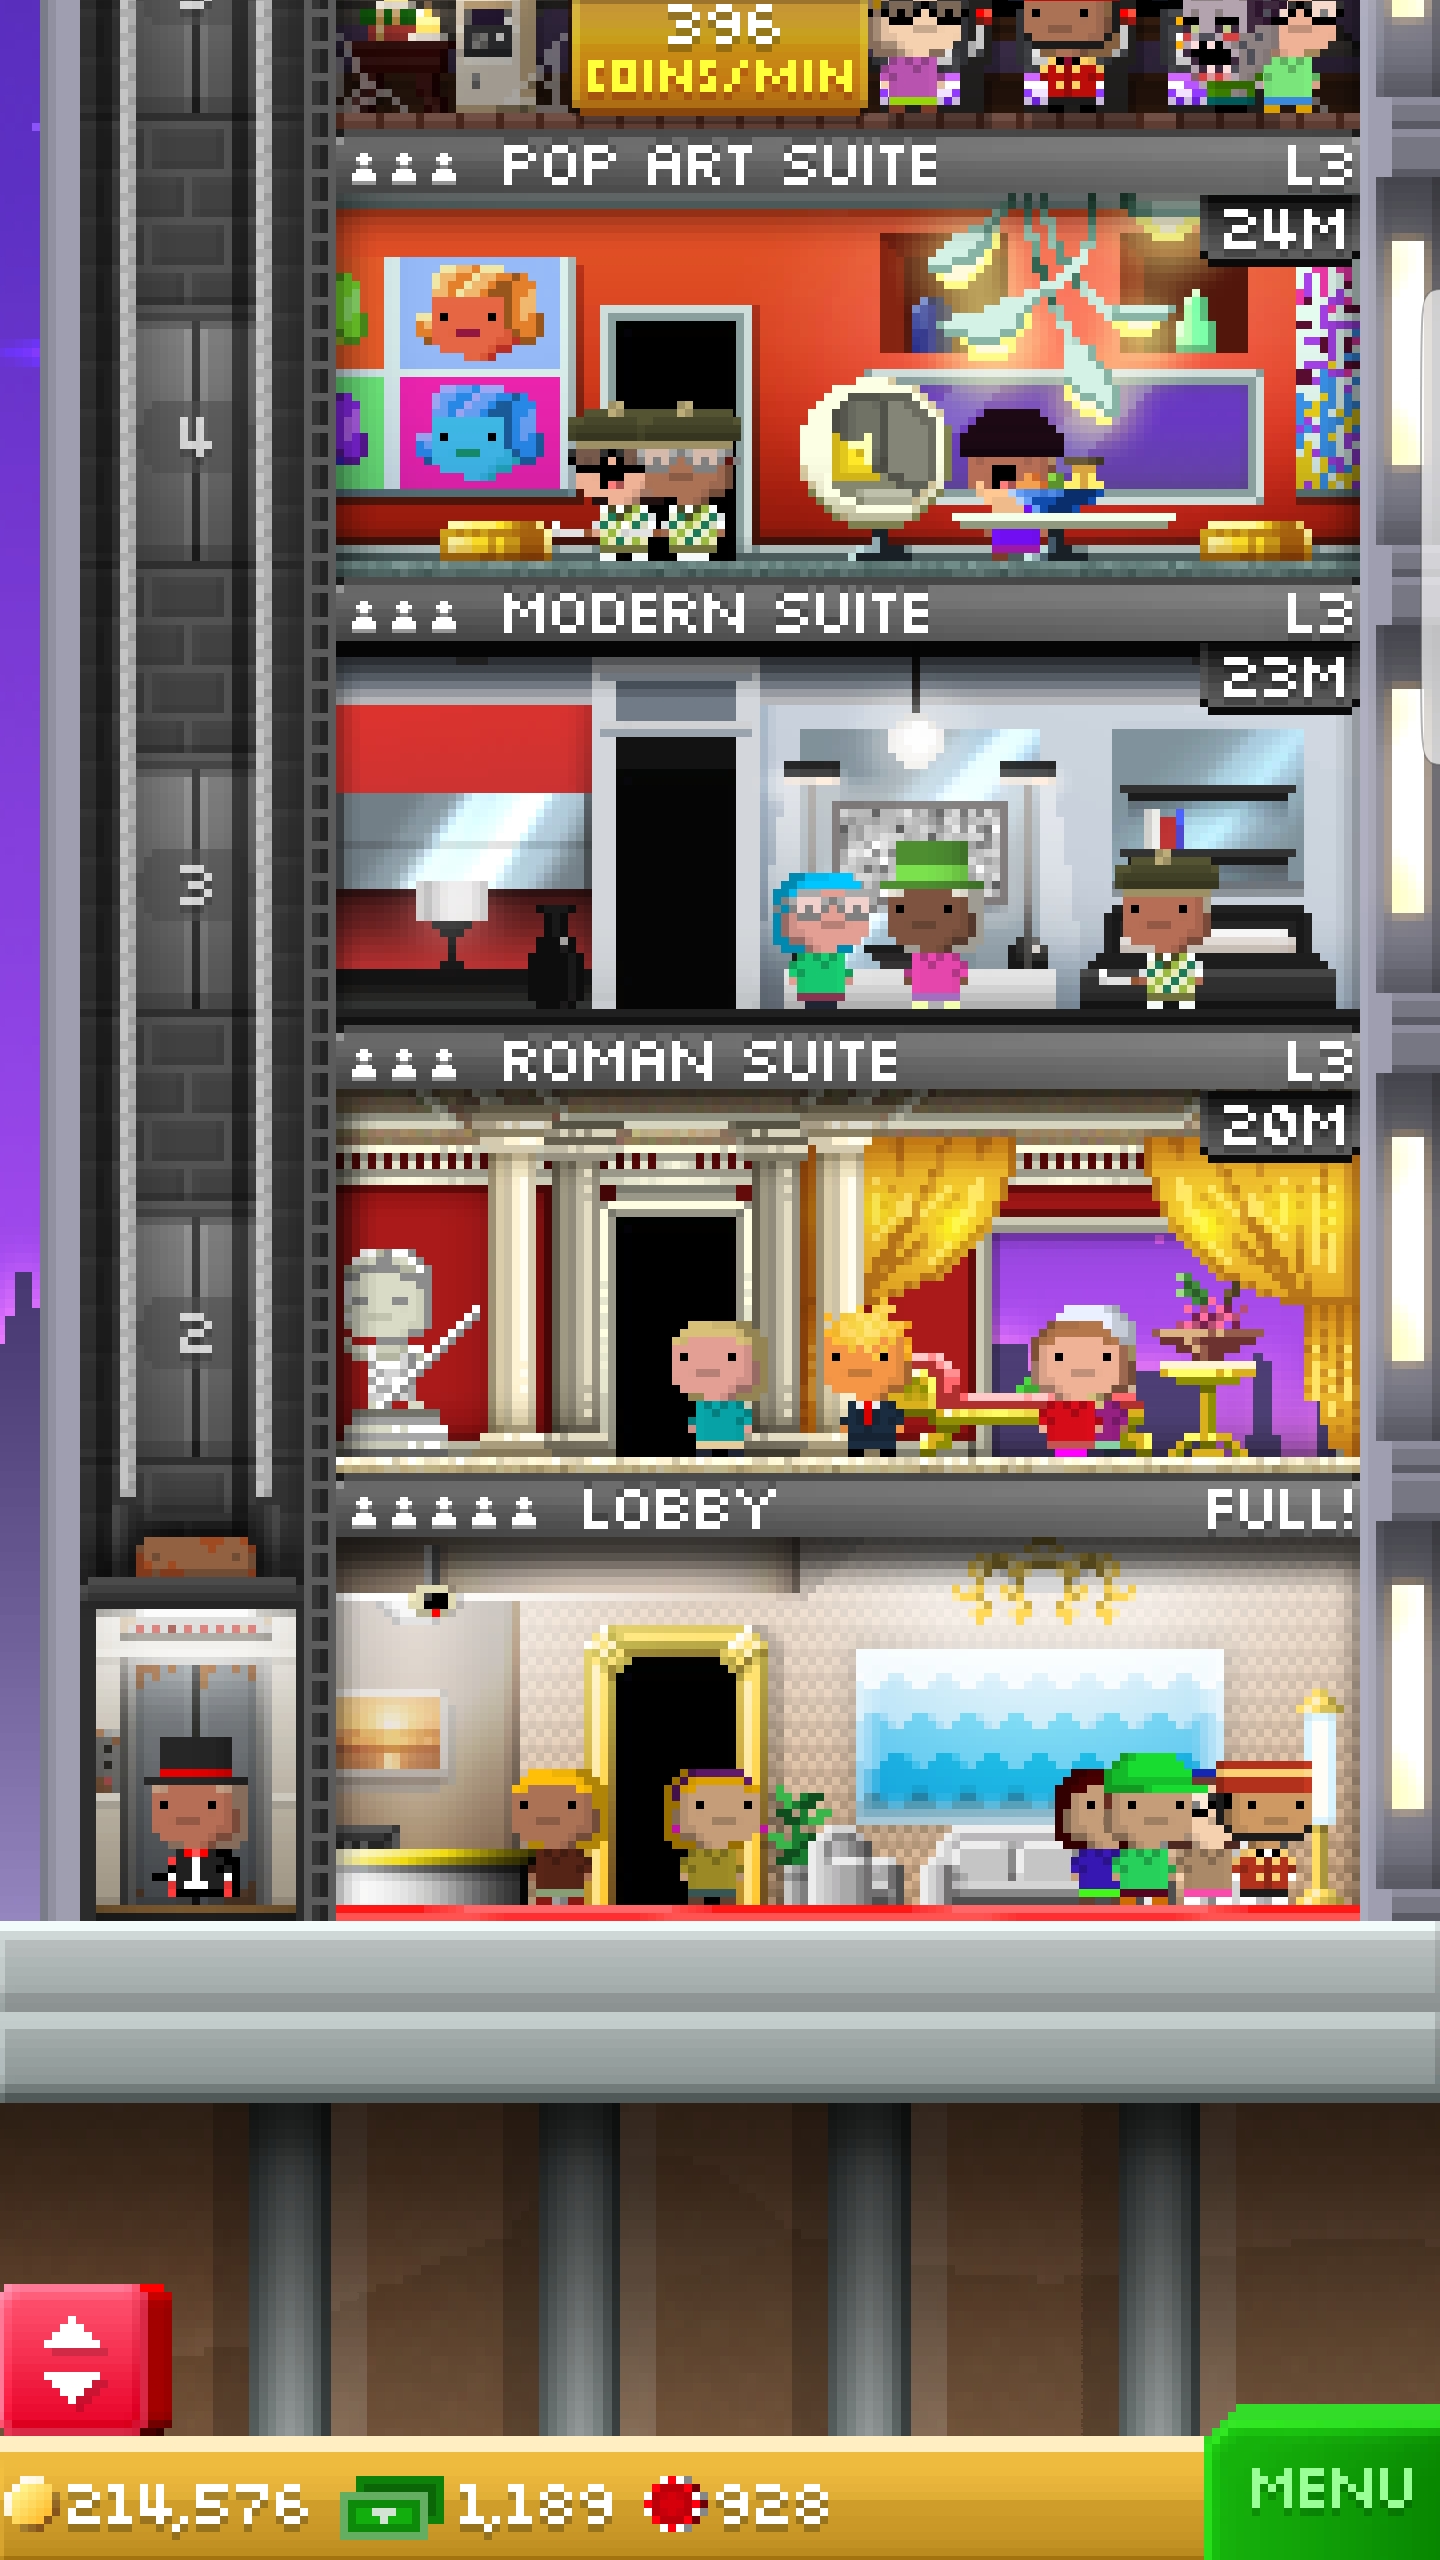 396
COINS/MIN
POP ART SUITE L3
24M
4
MODERN SUITE L3
23M
3
ROMAN SUITE L3
20M
2
LOBBY FULL!
1
214,576 1,189 928
MENU